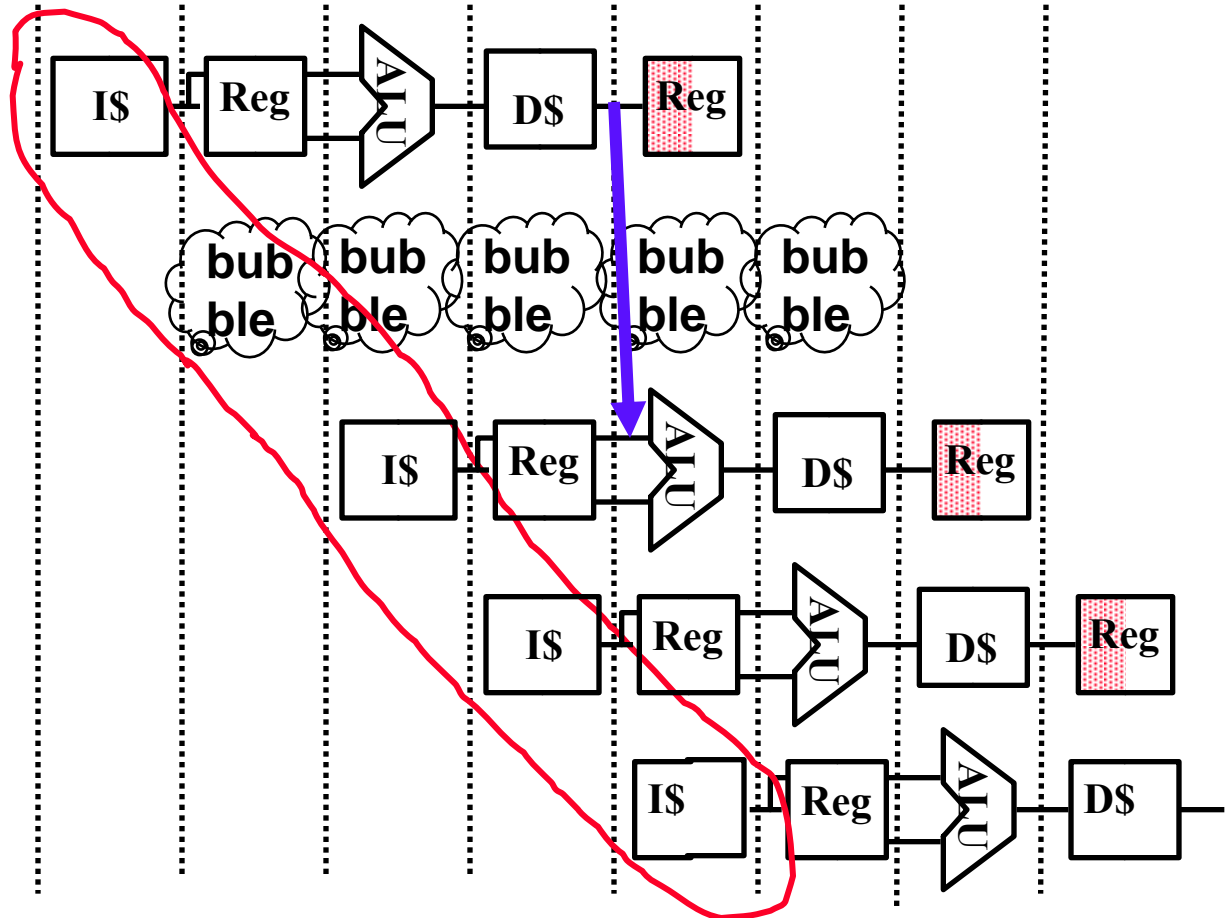 I$ Reg ALU D$ Reg
bub bub bub bub bub
ble ble ble ble ble
I$ Reg ALU D$ Reg
I$ Reg ALU D$ Reg
I$ Reg ALU D$